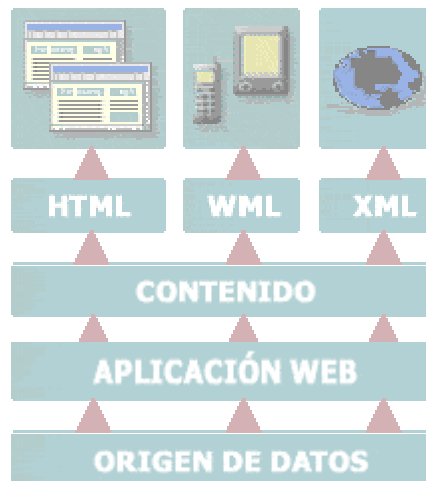 HTML
WML
XML
CONTENIDO
APLICACIÓN WEB
ORIGEN DE DATOS